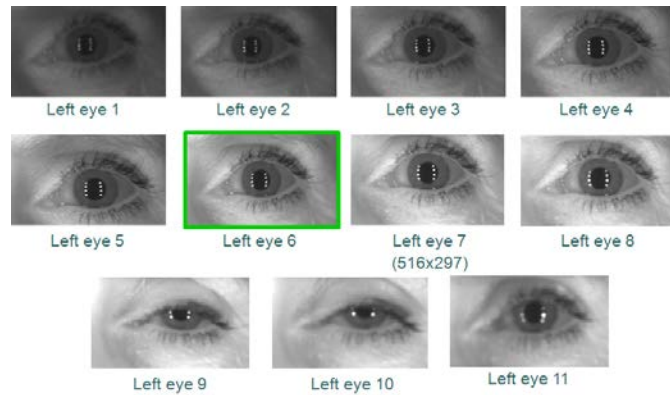 Left eye 1
Left eye 2
Left eye 3
Left eye 4
Left eye 5
Left eye 6
Left eye 7
(516x297)
Left eye 8
Left eye 9
Left eye 10
Left eye 11